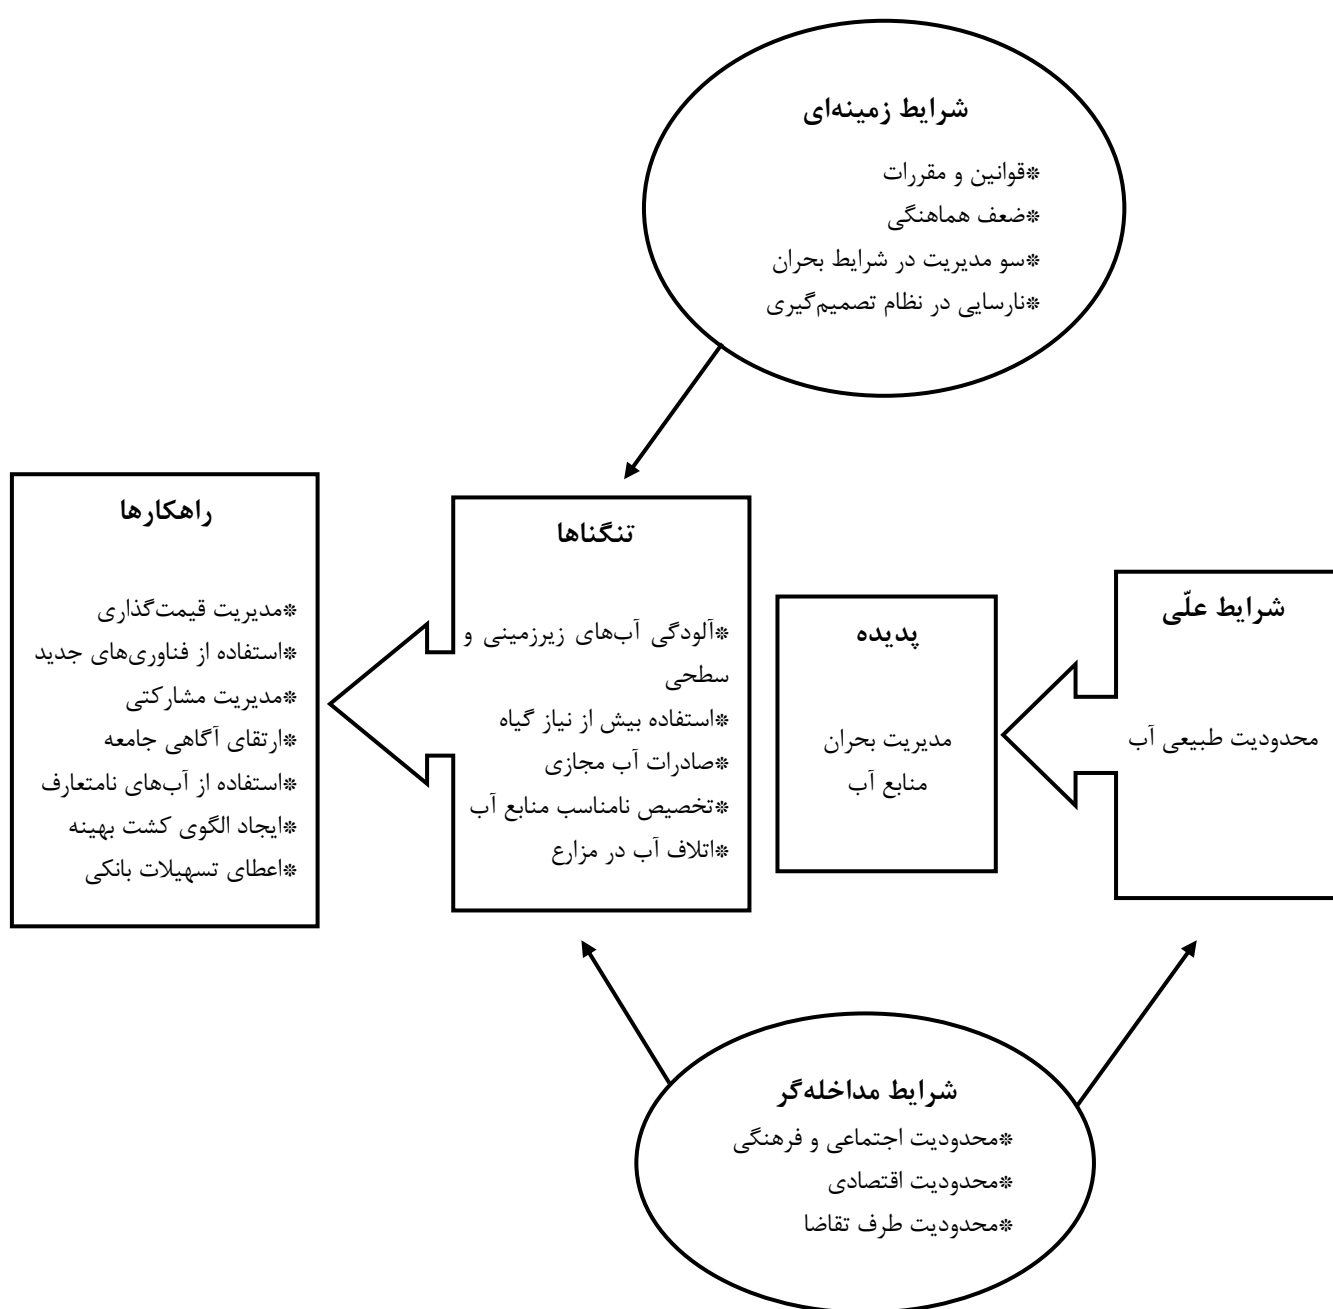 شرایط زمینه‌ای
*قوانین و مقررات
*ضعف هماهنگی
*سو مدیریت در شرایط بحران
*نارسایی در نظام تصمیم‌گیری
شرایط علّی
محدودیت طبیعی آب
پدیده
مدیریت بحران
منابع آب
تنگناها
*آلودگی آب‌های زیرزمینی و
سطحی
*استفاده بیش از نیاز گیاه
*صادرات آب مجازی
*تخصیص نامناسب منابع آب
*اتلاف آب در مزارع
راهکارها
*مدیریت قیمت‌گذاری
*استفاده از فناوری‌های جدید
*مدیریت مشارکتی
*ارتقای آگاهی جامعه
*استفاده از آب‌های نامتعارف
*ایجاد الگوی کشت بهینه
*اعطای تسهیلات بانکی
شرایط مداخله‌گر
*محدودیت اجتماعی و فرهنگی
*محدودیت اقتصادی
*محدودیت طرف تقاضا